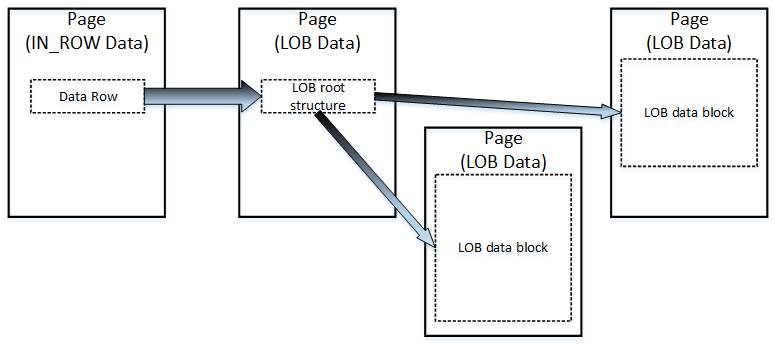 Page
(IN_ROW Data)
Data Row
Page
(LOB Data)
LOB root
structure
Page
(LOB Data)
LOB data block
Page
(LOB Data)
LOB data block